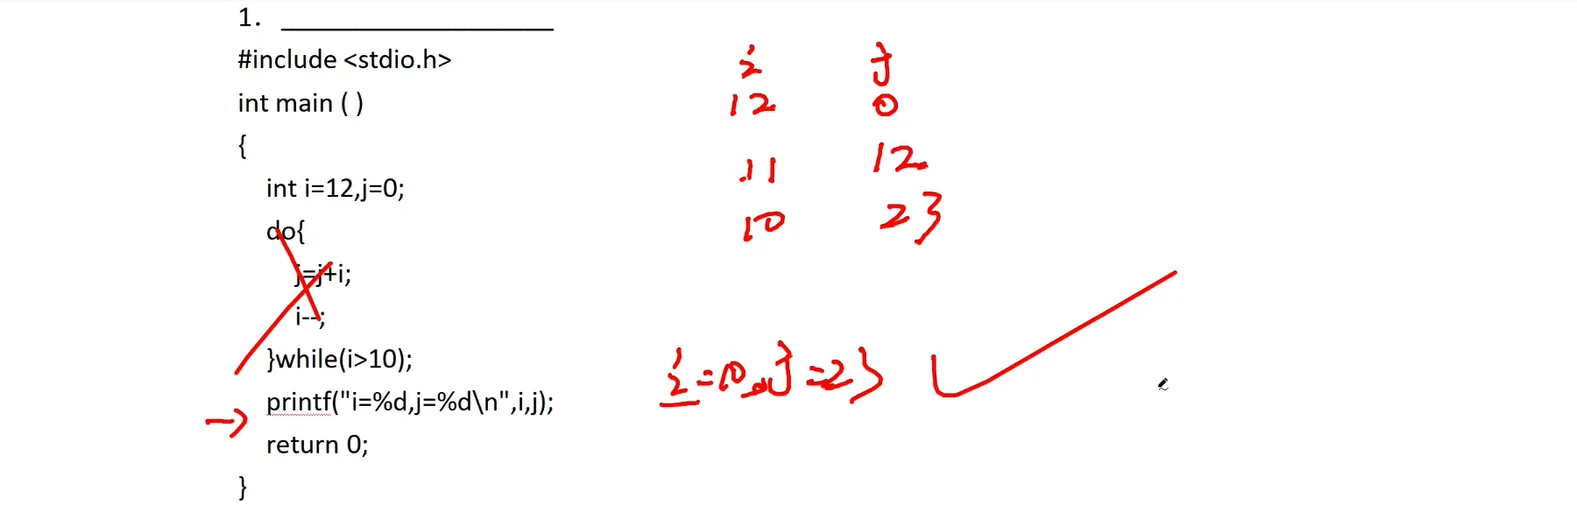 1. ____________________
#include <stdio.h>
int main ( )
{
int i=12,j=0;
do{
j=j+i;
i--;
}while(i>10);
printf("i=%d,j=%d\n",i,j);
return 0;
}
i j
12 0
11 12
10 23
i=10,j=23